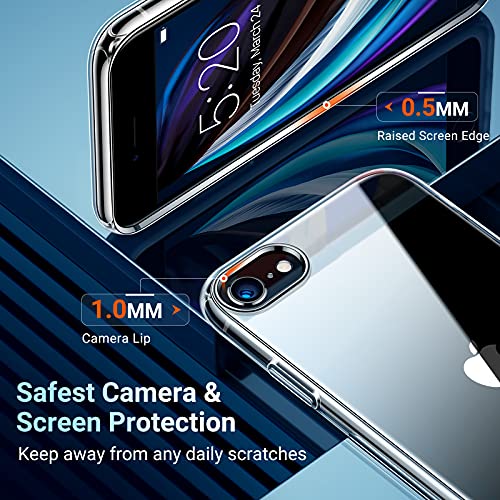 5:20
Tuesday, March 24
0.5MM
Raised Screen Edge
1.0MM
Camera Lip
Safest Camera &
Screen Protection
Keep away from any daily scratches